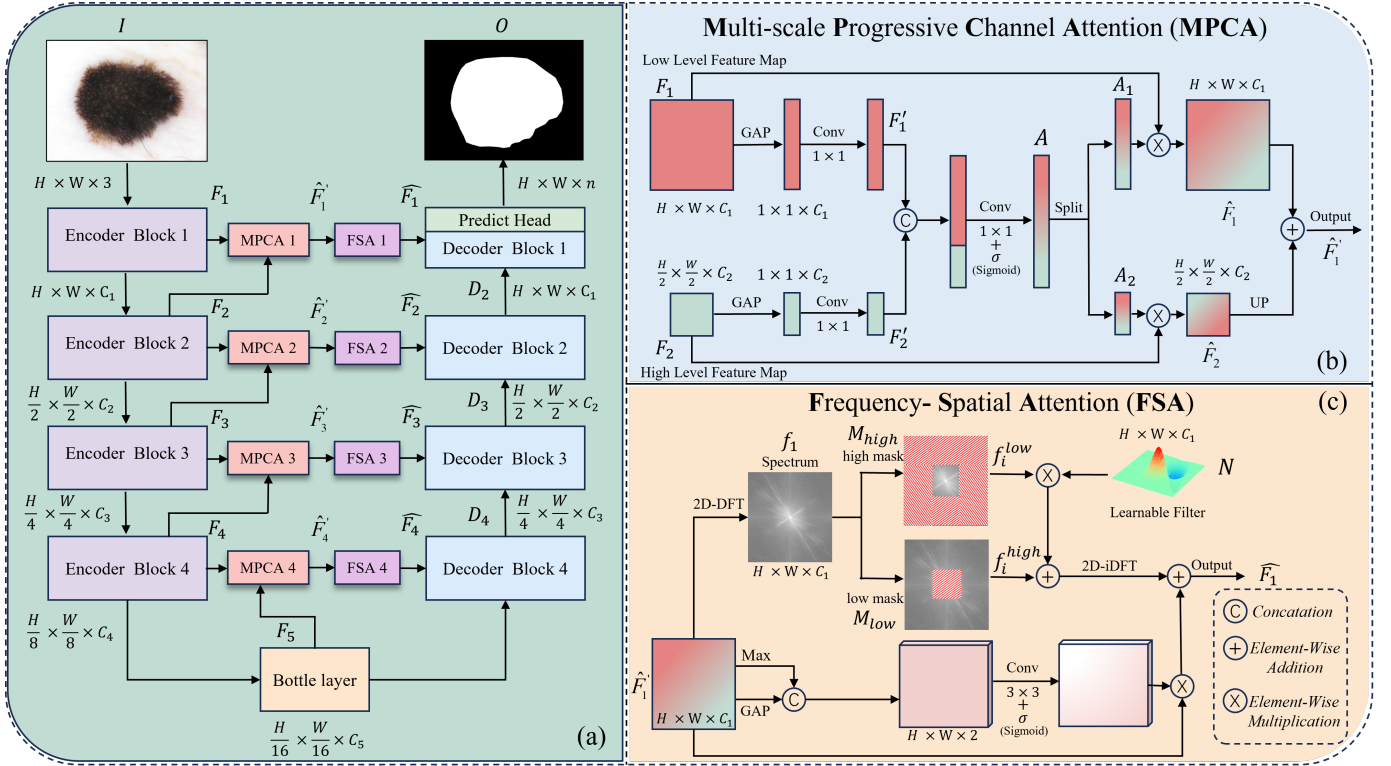 I
O
H × W × 3
H × W × n
F₁
F̂₁'
F̂₁
Encoder Block 1
MPCA 1
FSA 1
Predict Head
Decoder Block 1
H × W × C₁
F₂
F̂₂'
F̂₂
D₂
H × W × C₁
Encoder Block 2
MPCA 2
FSA 2
Decoder Block 2
H/2 × W/2 × C₂
F₃
F̂₃'
F̂₃
D₃
H/2 × W/2 × C₂
Encoder Block 3
MPCA 3
FSA 3
Decoder Block 3
H/4 × W/4 × C₃
F₄
F̂₄'
F̂₄
D₄
H/4 × W/4 × C₃
Encoder Block 4
MPCA 4
FSA 4
Decoder Block 4
H/8 × W/8 × C₄
F₅
Bottle layer
H/16 × W/16 × C₅
(a)
Multi-scale Progressive Channel Attention (MPCA)
Low Level Feature Map
F₁
GAP
Conv
1 × 1
F₁'
A
A₁
H × W × C₁
X
H × W × C₁
1 × 1 × C₁
C
Conv
1 × 1
+
σ
(Sigmoid)
Split
F̂₁
+
Output
F̂₁'
H/2 × W/2 × C₂
1 × 1 × C₂
GAP
Conv
1 × 1
F₂
F₂'
A₂
X
H/2 × W/2 × C₂
UP
F̂₂
High Level Feature Map
(b)
Frequency- Spatial Attention (FSA)
(c)
f₁
Spectrum
M_high
high mask
f_i^low
X
H × W × C₁
N
Learnable Filter
2D-DFT
H × W × C₁
low mask
M_low
f_i^high
+
2D-iDFT
+
Output
F̂₁
F̂₁'
H × W × C₁
Max
GAP
C
H × W × 2
Conv
3 × 3
+
σ
(Sigmoid)
X
C Concatation
+ Element-Wise
Addition
X Element-Wise
Multiplication